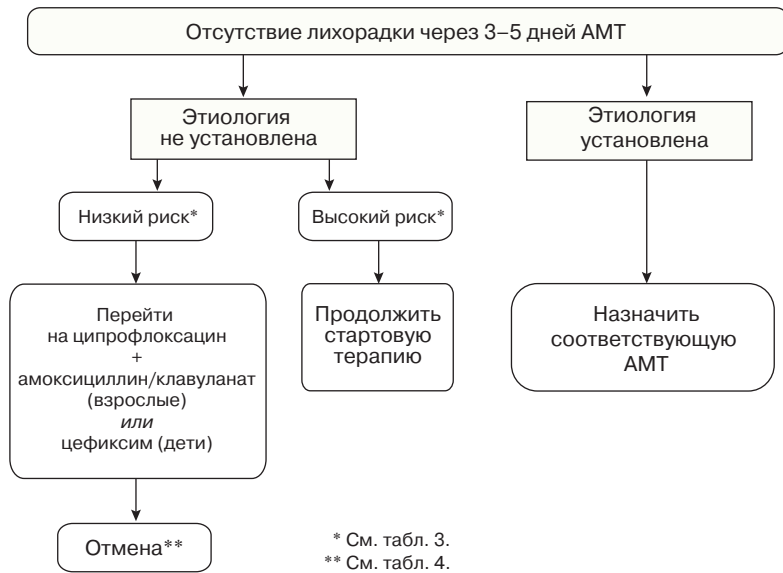 Отсутствие лихорадки через 3–5 дней АМТ
Этиология
не установлена
Этиология
установлена
Низкий риск*
Высокий риск*
Перейти
на ципрофлоксацин
+
амоксициллин/клавуланат
(взрослые)
или
цефиксим (дети)
Продолжить
стартовую
терапию
Назначить
соответствующую
АМТ
Отмена**
* См. табл. 3.
** См. табл. 4.